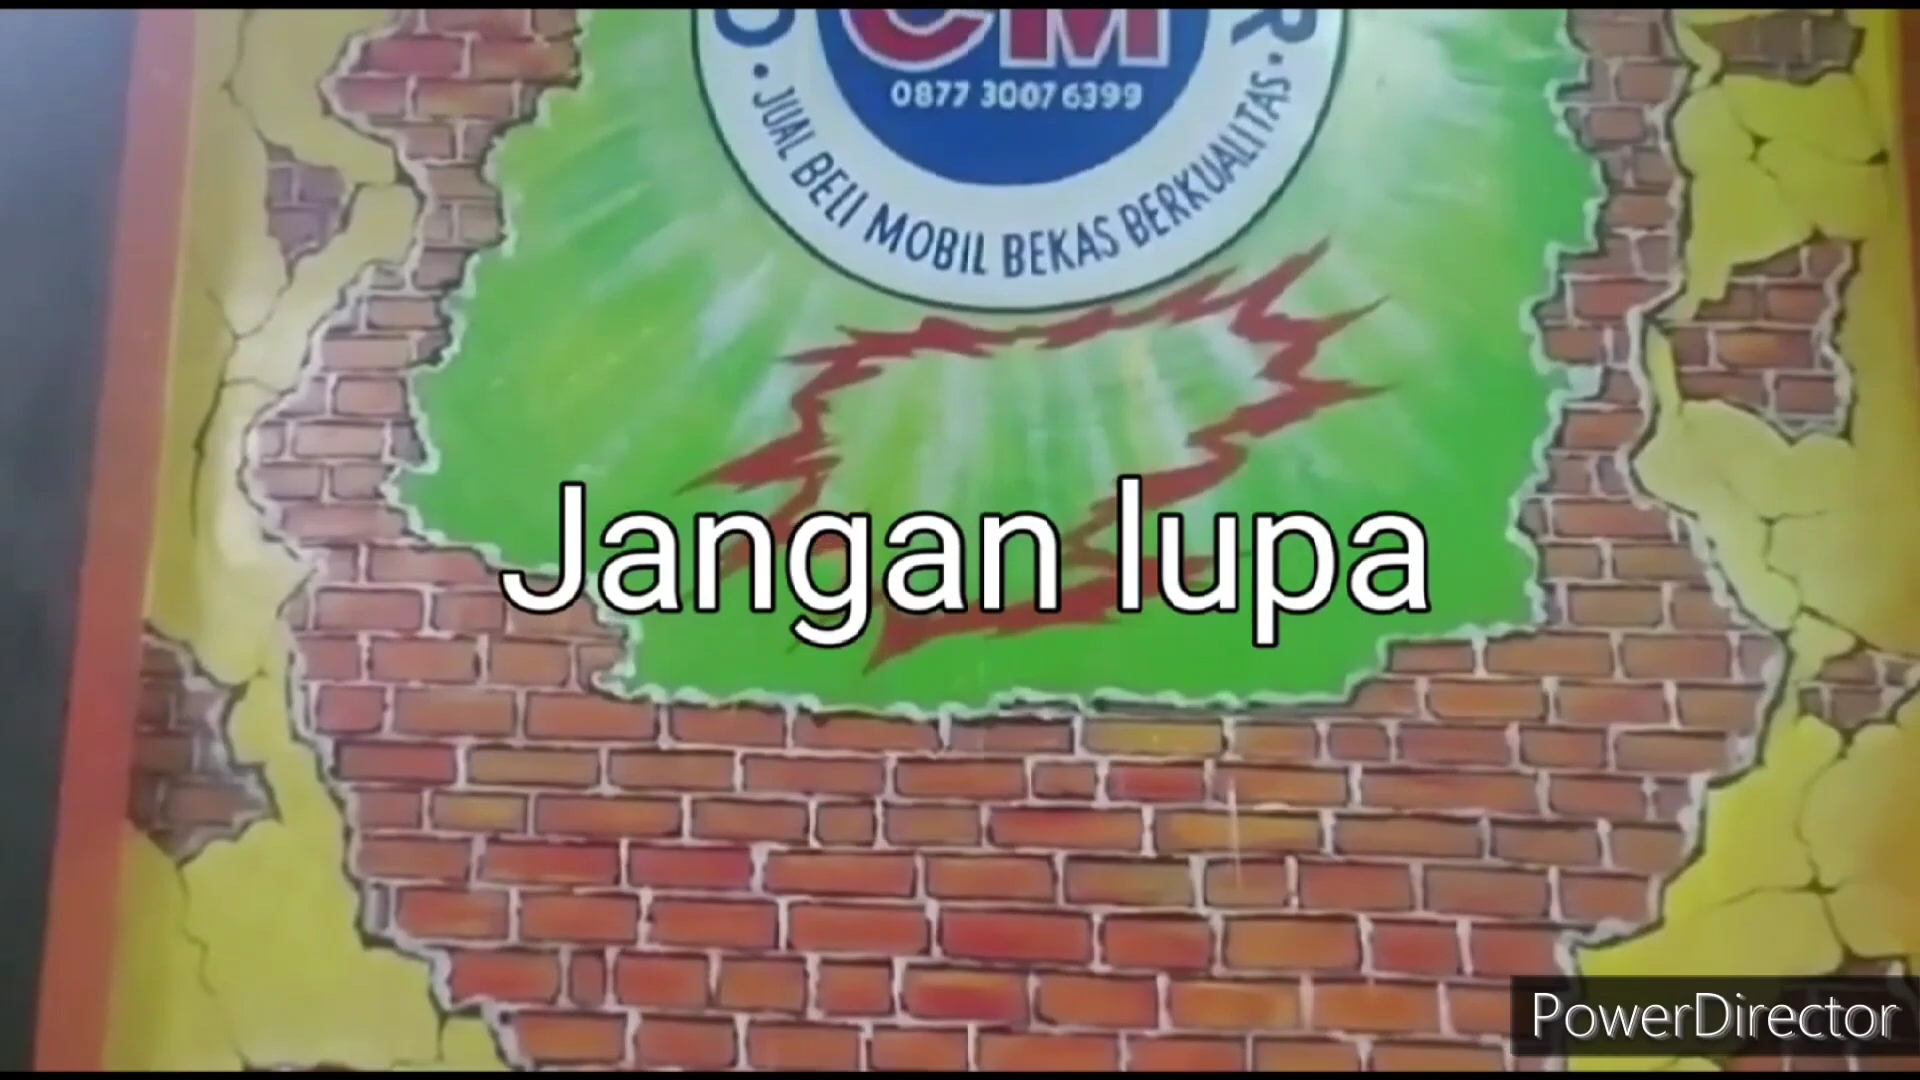 CM
0877 30076399
JUAL BELI MOBIL BEKAS BERKUALITAS
Jangan lupa
PowerDirector